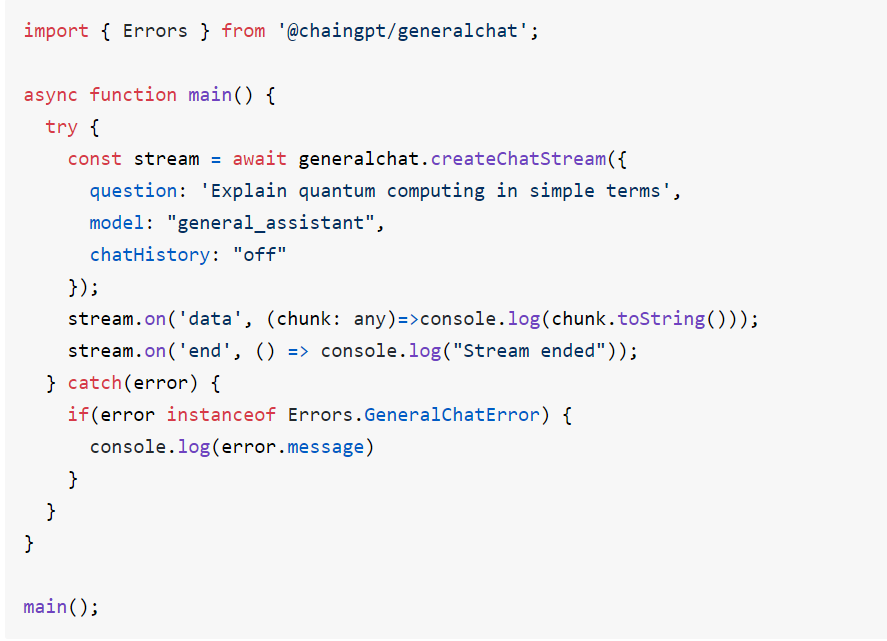 import { Errors } from '@chaingpt/generalchat';

async function main() {
  try {
    const stream = await generalchat.createChatStream({
      question: 'Explain quantum computing in simple terms',
      model: "general_assistant",
      chatHistory: "off"
    });
    stream.on('data', (chunk: any)=>console.log(chunk.toString()));
    stream.on('end', () => console.log("Stream ended"));
  } catch(error) {
    if(error instanceof Errors.GeneralChatError) {
      console.log(error.message)
    }
  }
}

main();